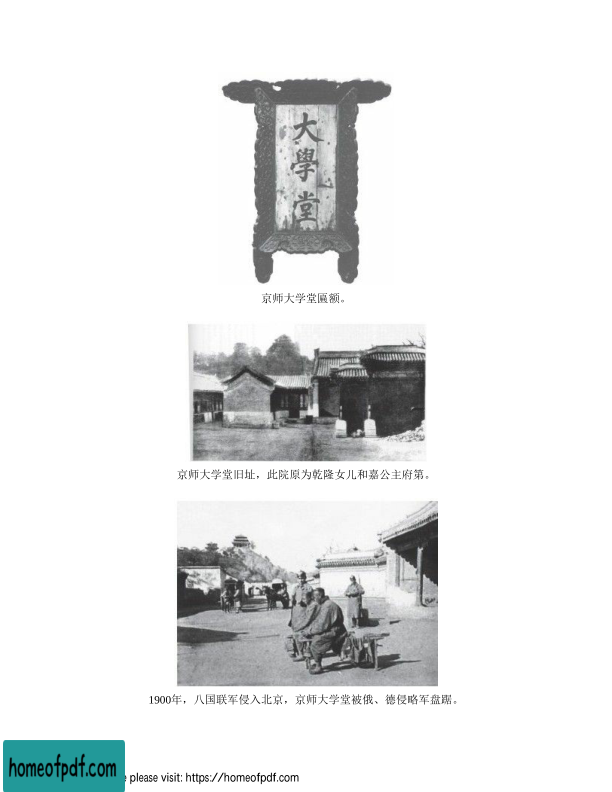 大學堂
京师大学堂匾额。
京师大学堂旧址，此院原为乾隆女儿和嘉公主府第。
1900年，八国联军侵入北京，京师大学堂被俄、德侵略军盘踞。
homeofpdf.com
please visit: https://homeofpdf.com